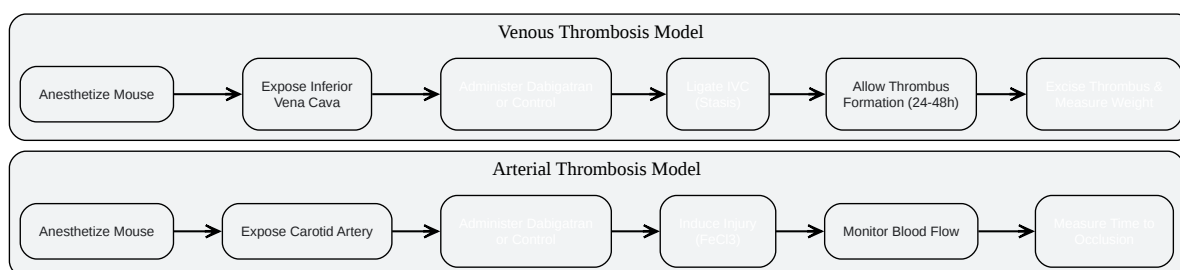 Venous Thrombosis Model
Anesthetize Mouse
Expose Inferior
Vena Cava
Administer Dabigatran
or Control
Ligate IVC
(Stasis)
Allow Thrombus
Formation (24-48h)
Excise Thrombus &
Measure Weight
Arterial Thrombosis Model
Anesthetize Mouse
Expose Carotid Artery
Administer Dabigatran
or Control
Induce Injury
(FeCl3)
Monitor Blood Flow
Measure Time to
Occlusion